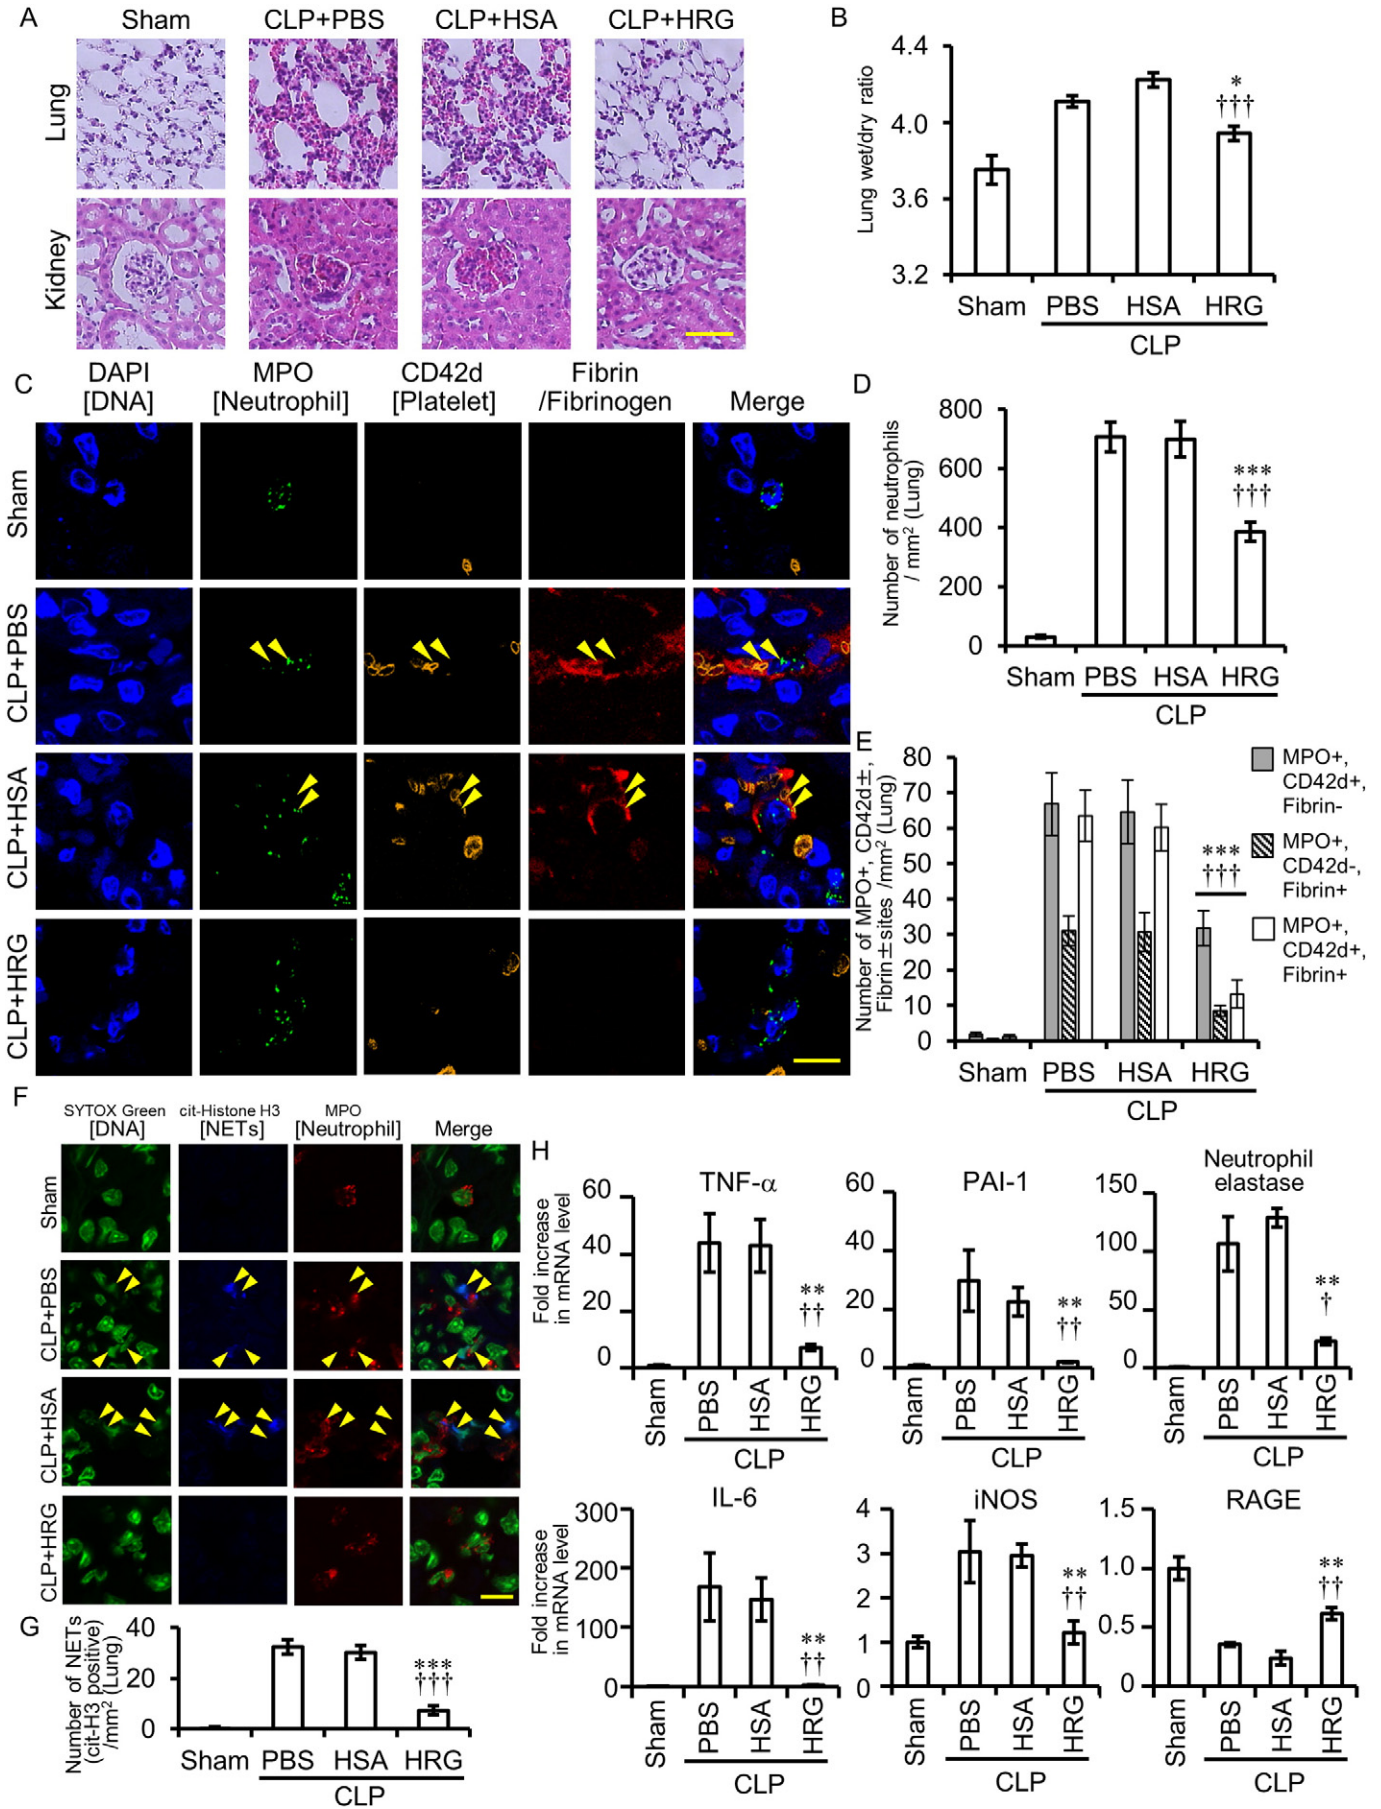 A
Sham
CLP+PBS
CLP+HSA
CLP+HRG
Lung
Kidney
B
Lung wet/dry ratio
4.4
4.0
3.6
3.2
*
†††
Sham
PBS
HSA
HRG
CLP
C
DAPI
[DNA]
MPO
[Neutrophil]
CD42d
[Platelet]
Fibrin
/Fibrinogen
Merge
Sham
CLP+PBS
CLP+HSA
CLP+HRG
D
Number of neutrophils
/ mm² (Lung)
800
600
400
200
0
***
†††
Sham
PBS
HSA
HRG
CLP
E
Number of MPO+, CD42d±,
Fibrin±sites /mm² (Lung)
80
70
60
50
40
30
20
10
0
***
†††
MPO+,
CD42d+,
Fibrin-
MPO+,
CD42d-,
Fibrin+
MPO+,
CD42d+,
Fibrin+
Sham
PBS
HSA
HRG
CLP
F
SYTOX Green
[DNA]
cit-Histone H3
[NETs]
MPO
[Neutrophil]
Merge
Sham
CLP+PBS
CLP+HSA
CLP+HRG
G
Number of NETs
(cit-H3 positive)
/mm² (Lung)
40
20
0
***
†††
Sham
PBS
HSA
HRG
CLP
H
TNF-α
Fold increase
in mRNA level
60
40
20
0
**
††
Sham
PBS
HSA
HRG
CLP
PAI-1
60
40
20
0
**
††
Sham
PBS
HSA
HRG
CLP
Neutrophil
elastase
150
100
50
0
**
†
Sham
PBS
HSA
HRG
CLP
IL-6
Fold increase
in mRNA level
300
200
100
0
**
††
Sham
PBS
HSA
HRG
CLP
iNOS
4
3
2
1
0
**
††
Sham
PBS
HSA
HRG
CLP
RAGE
1.5
1.0
0.5
0
**
††
Sham
PBS
HSA
HRG
CLP